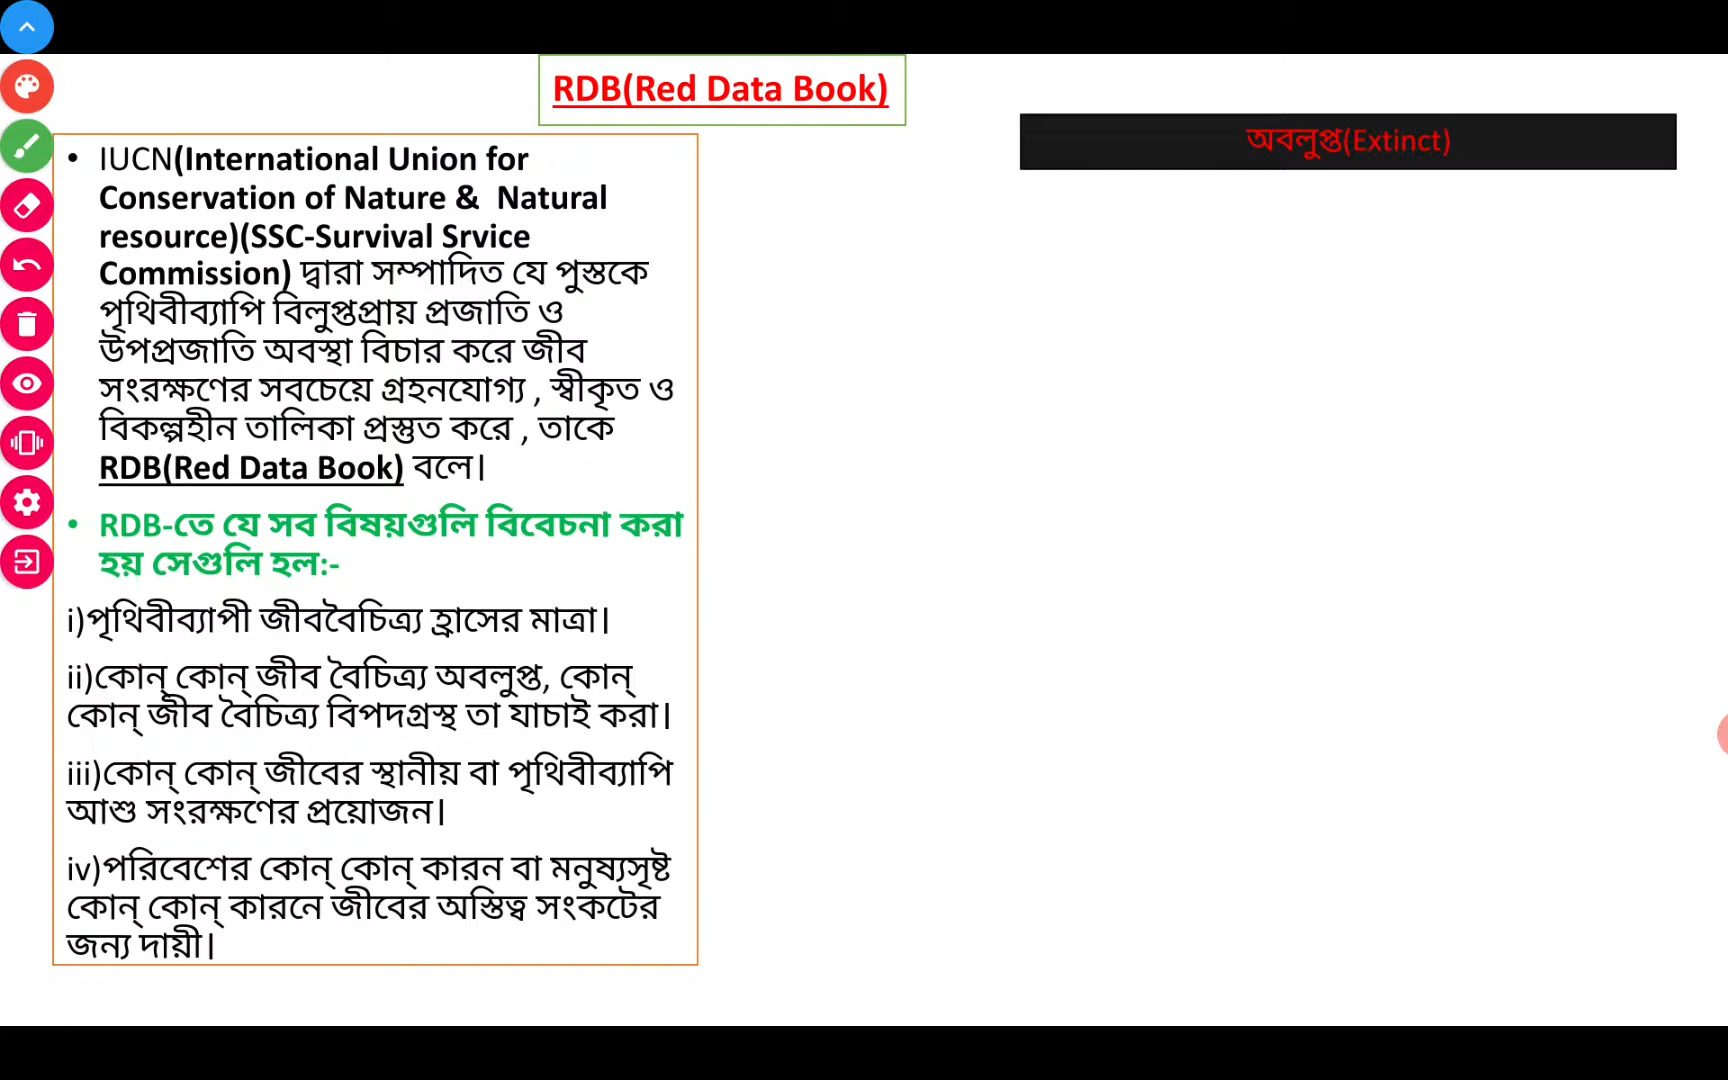 RDB(Red Data Book)
• IUCN(International Union for
Conservation of Nature & Natural
resource)(SSC-Survival Srvice
Commission) দ্বারা সম্পাদিত যে পুস্তকে
পৃথিবীব্যাপি বিলুপ্তপ্রায় প্রজাতি ও
উপপ্রজাতি অবস্থা বিচার করে জীব
সংরক্ষণের সবচেয়ে গ্রহনযোগ্য , স্বীকৃত ও
বিকল্পহীন তালিকা প্রস্তুত করে , তাকে
RDB(Red Data Book) বলে।
• RDB-তে যে সব বিষয়গুলি বিবেচনা করা
হয় সেগুলি হল:-
i)পৃথিবীব্যাপী জীববৈচিত্র্য হ্রাসের মাত্রা।
ii)কোন্ কোন্ জীব বৈচিত্র্য অবলুপ্ত, কোন্
কোন্ জীব বৈচিত্র্য বিপদগ্রস্থ তা যাচাই করা।
iii)কোন্ কোন্ জীবের স্থানীয় বা পৃথিবীব্যাপি
আশু সংরক্ষণের প্রয়োজন।
iv)পরিবেশের কোন্ কোন্ কারন বা মনুষ্যসৃষ্ট
কোন্ কোন্ কারনে জীবের অস্তিত্ব সংকটের
জন্য দায়ী।
অবলুপ্ত(Extinct)